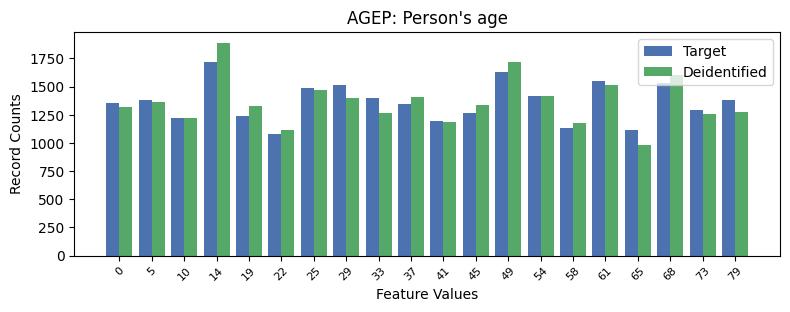 AGEP: Person's age
Target
Deidentified
Record Counts
1750
1500
1250
1000
750
500
250
0
0 5 10 14 19 22 25 29 33 37 41 45 49 54 58 61 65 68 73 79
Feature Values